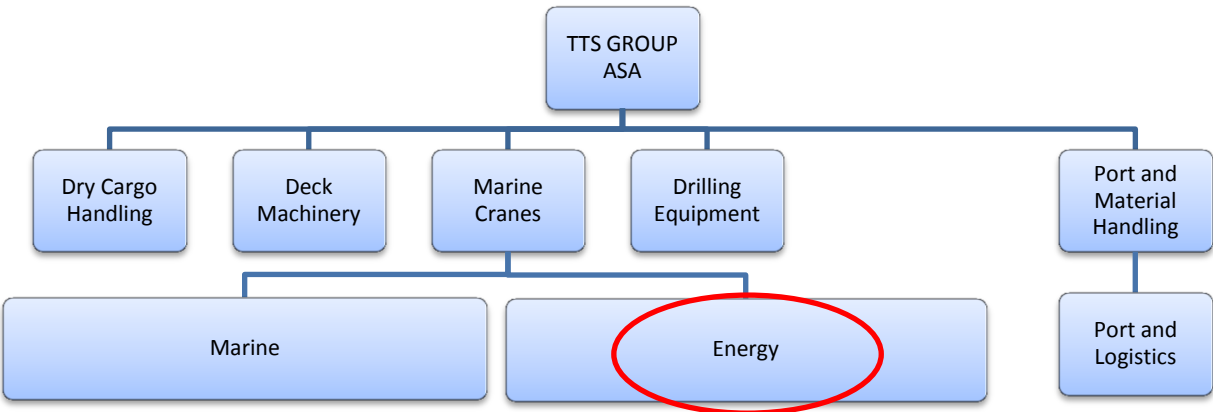 TTS GROUP
ASA
Dry Cargo
Handling
Deck
Machinery
Marine
Cranes
Drilling
Equipment
Port and
Material
Handling
Marine
Energy
Port and
Logistics